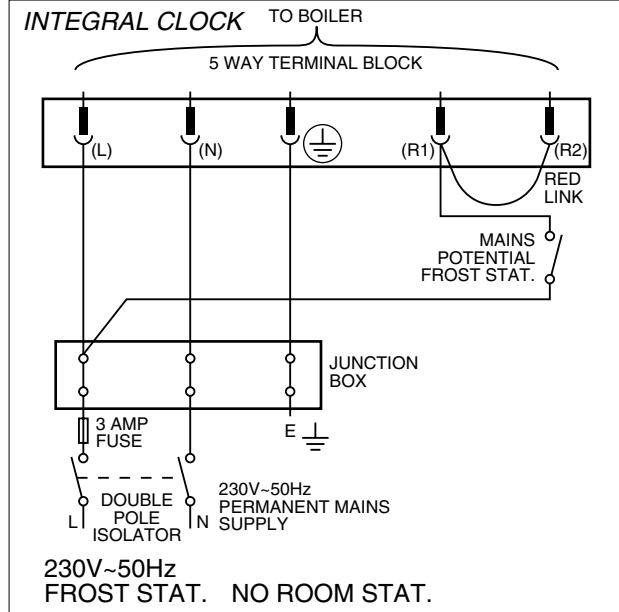 INTEGRAL CLOCK
TO BOILER
5 WAY TERMINAL BLOCK
(L)
(N)
(R1)
(R2)
RED
LINK
MAINS
POTENTIAL
FROST STAT.
JUNCTION
BOX
3 AMP
FUSE
E
DOUBLE
POLE
ISOLATOR
L
N
230V~50Hz
PERMANENT MAINS
SUPPLY
230V~50Hz
FROST STAT. NO ROOM STAT.